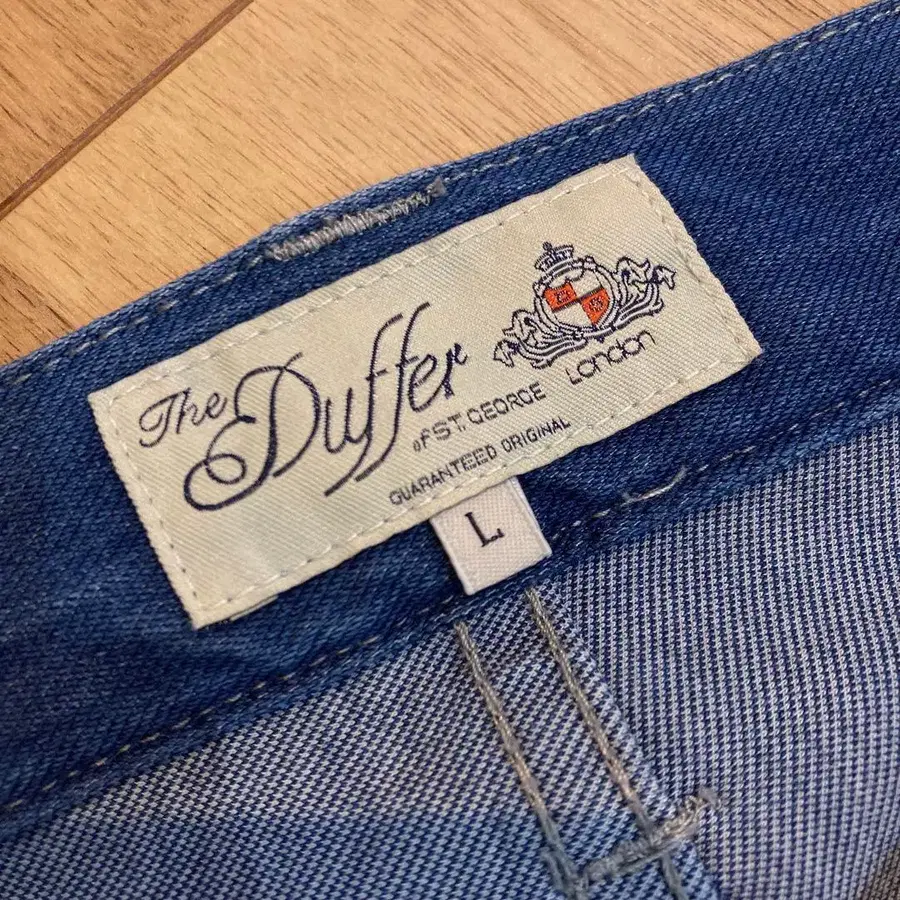 The Duffer
of ST. GEORGE LONDON
GUARANTEED ORIGINAL
L